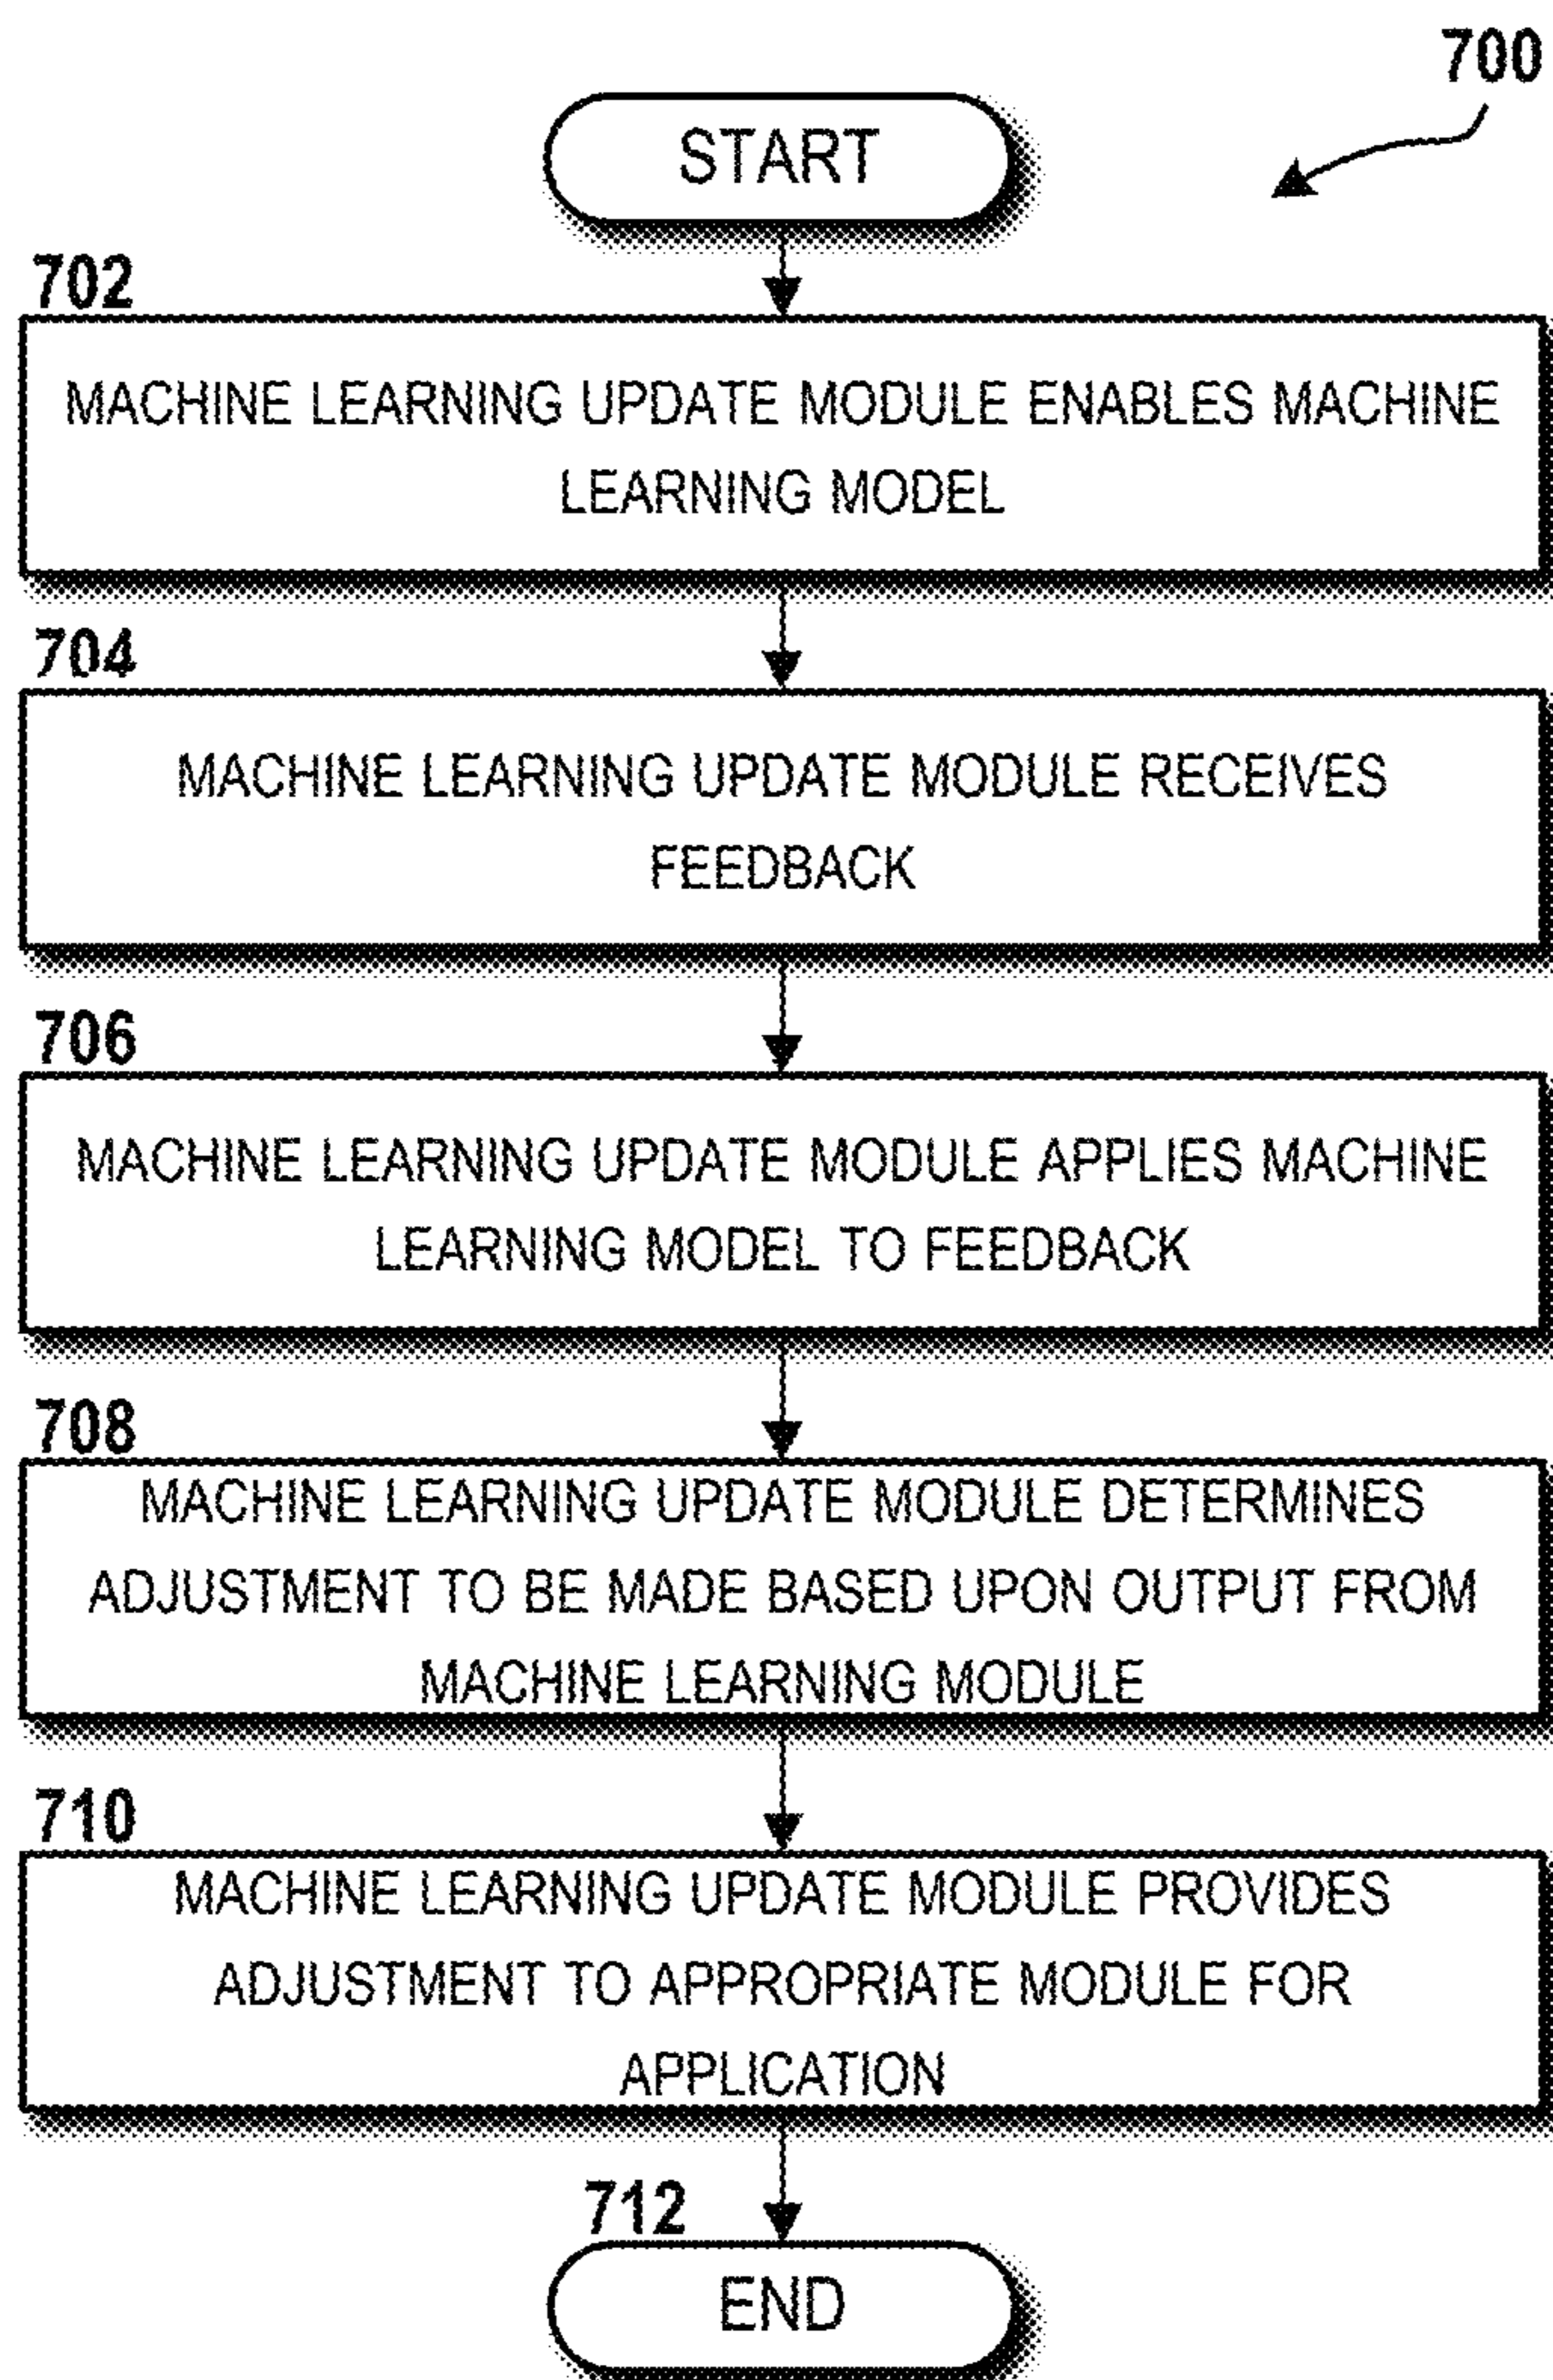 700
START
702
MACHINE LEARNING UPDATE MODULE ENABLES MACHINE
LEARNING MODEL
704
MACHINE LEARNING UPDATE MODULE RECEIVES
FEEDBACK
706
MACHINE LEARNING UPDATE MODULE APPLIES MACHINE
LEARNING MODEL TO FEEDBACK
708
MACHINE LEARNING UPDATE MODULE DETERMINES
ADJUSTMENT TO BE MADE BASED UPON OUTPUT FROM
MACHINE LEARNING MODULE
710
MACHINE LEARNING UPDATE MODULE PROVIDES
ADJUSTMENT TO APPROPRIATE MODULE FOR
APPLICATION
712
END